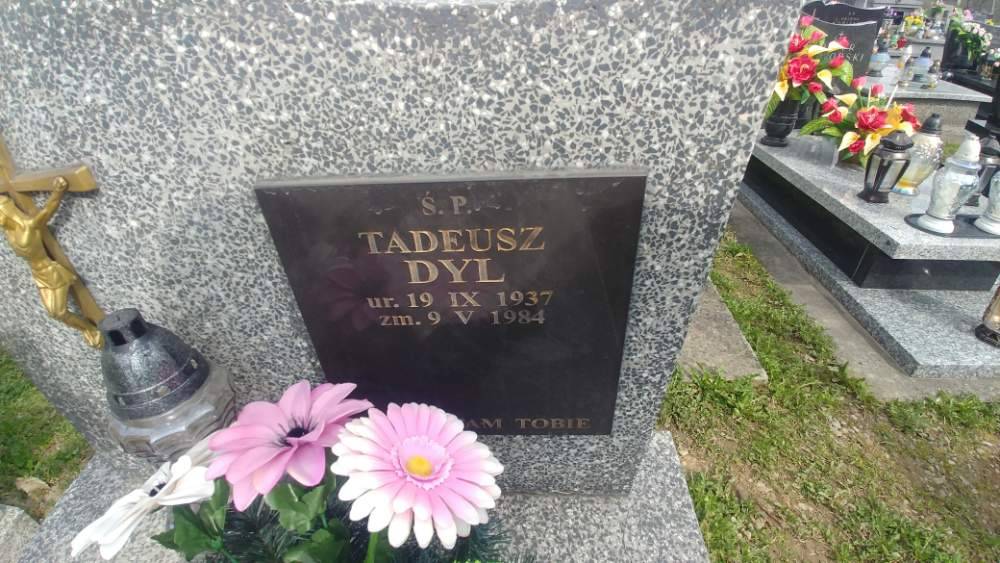 Ś. P.
TADEUSZ
DYL
ur. 19 IX 1937
zm. 9 V 1984
TOBIE